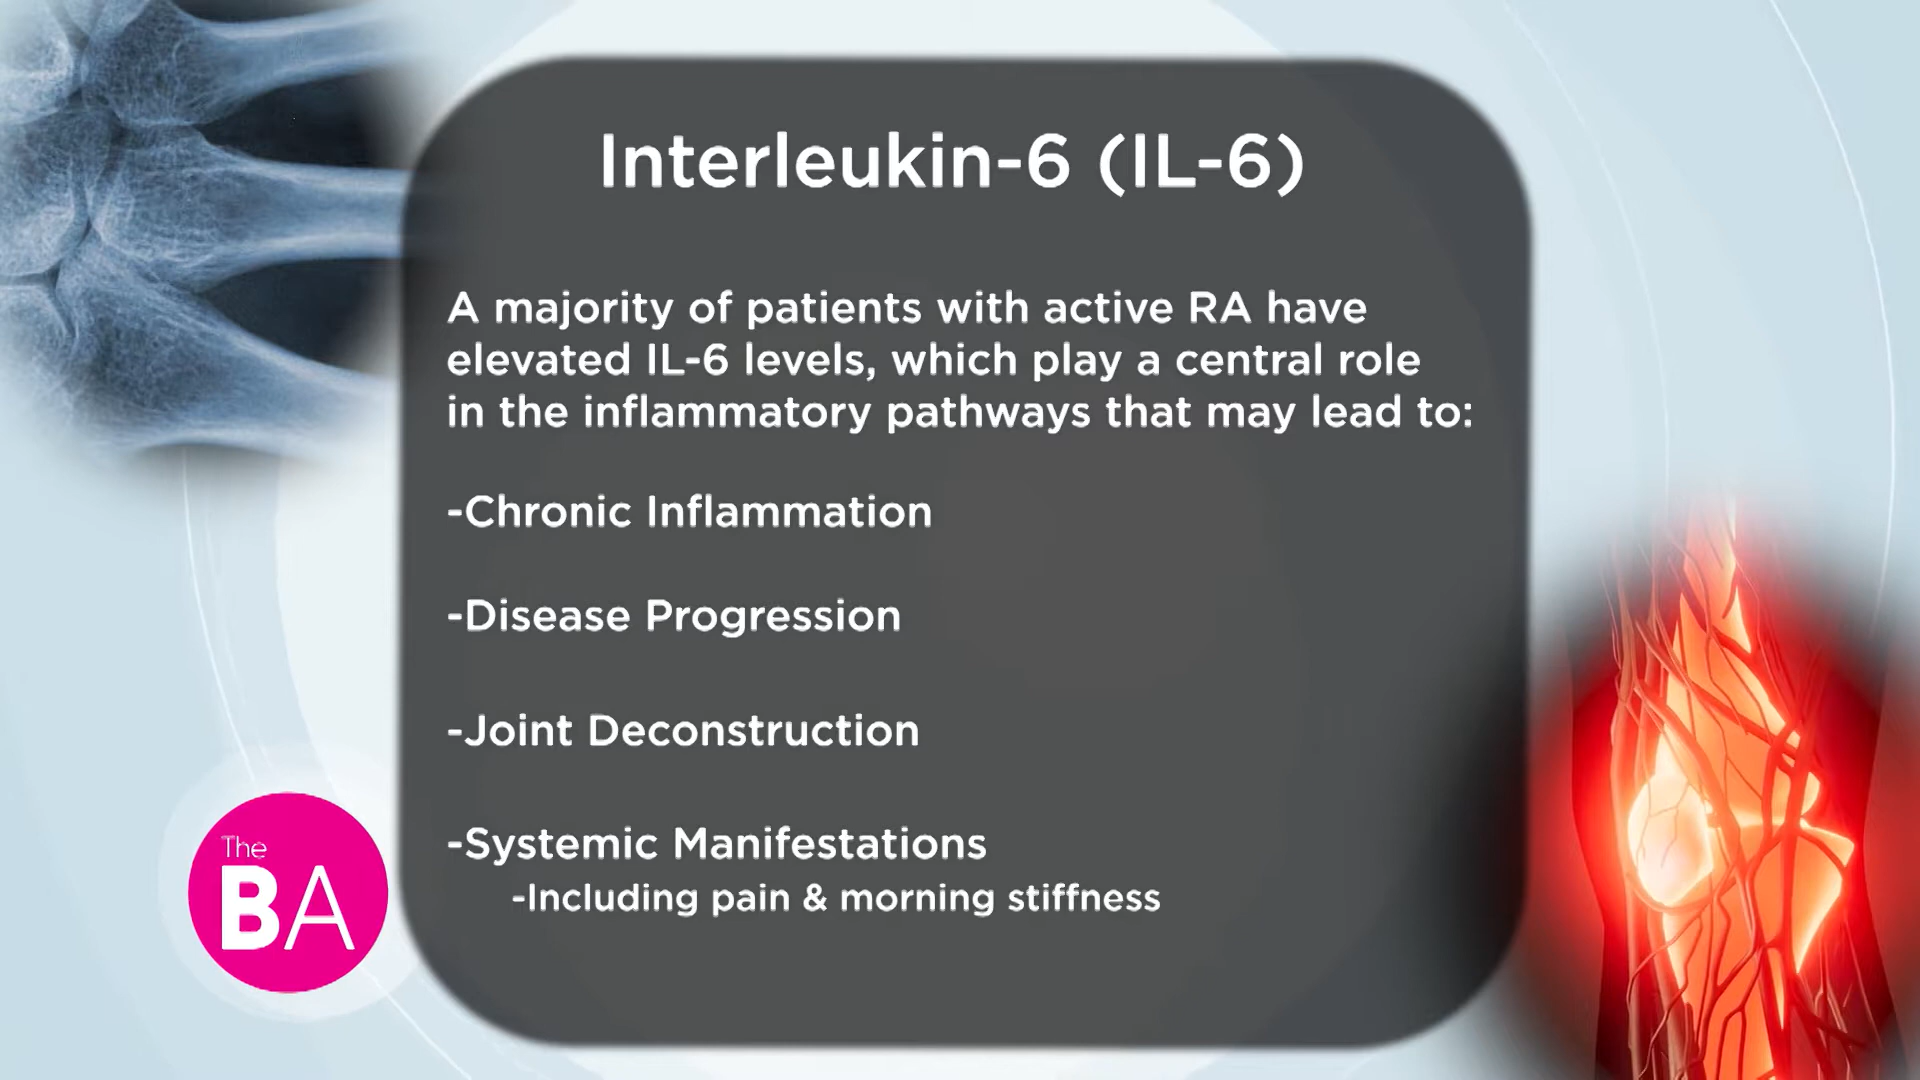 Interleukin-6 (IL-6)
A majority of patients with active RA have
elevated IL-6 levels, which play a central role
in the inflammatory pathways that may lead to:
-Chronic Inflammation
-Disease Progression
-Joint Deconstruction
-Systemic Manifestations
-Including pain & morning stiffness
The
BA